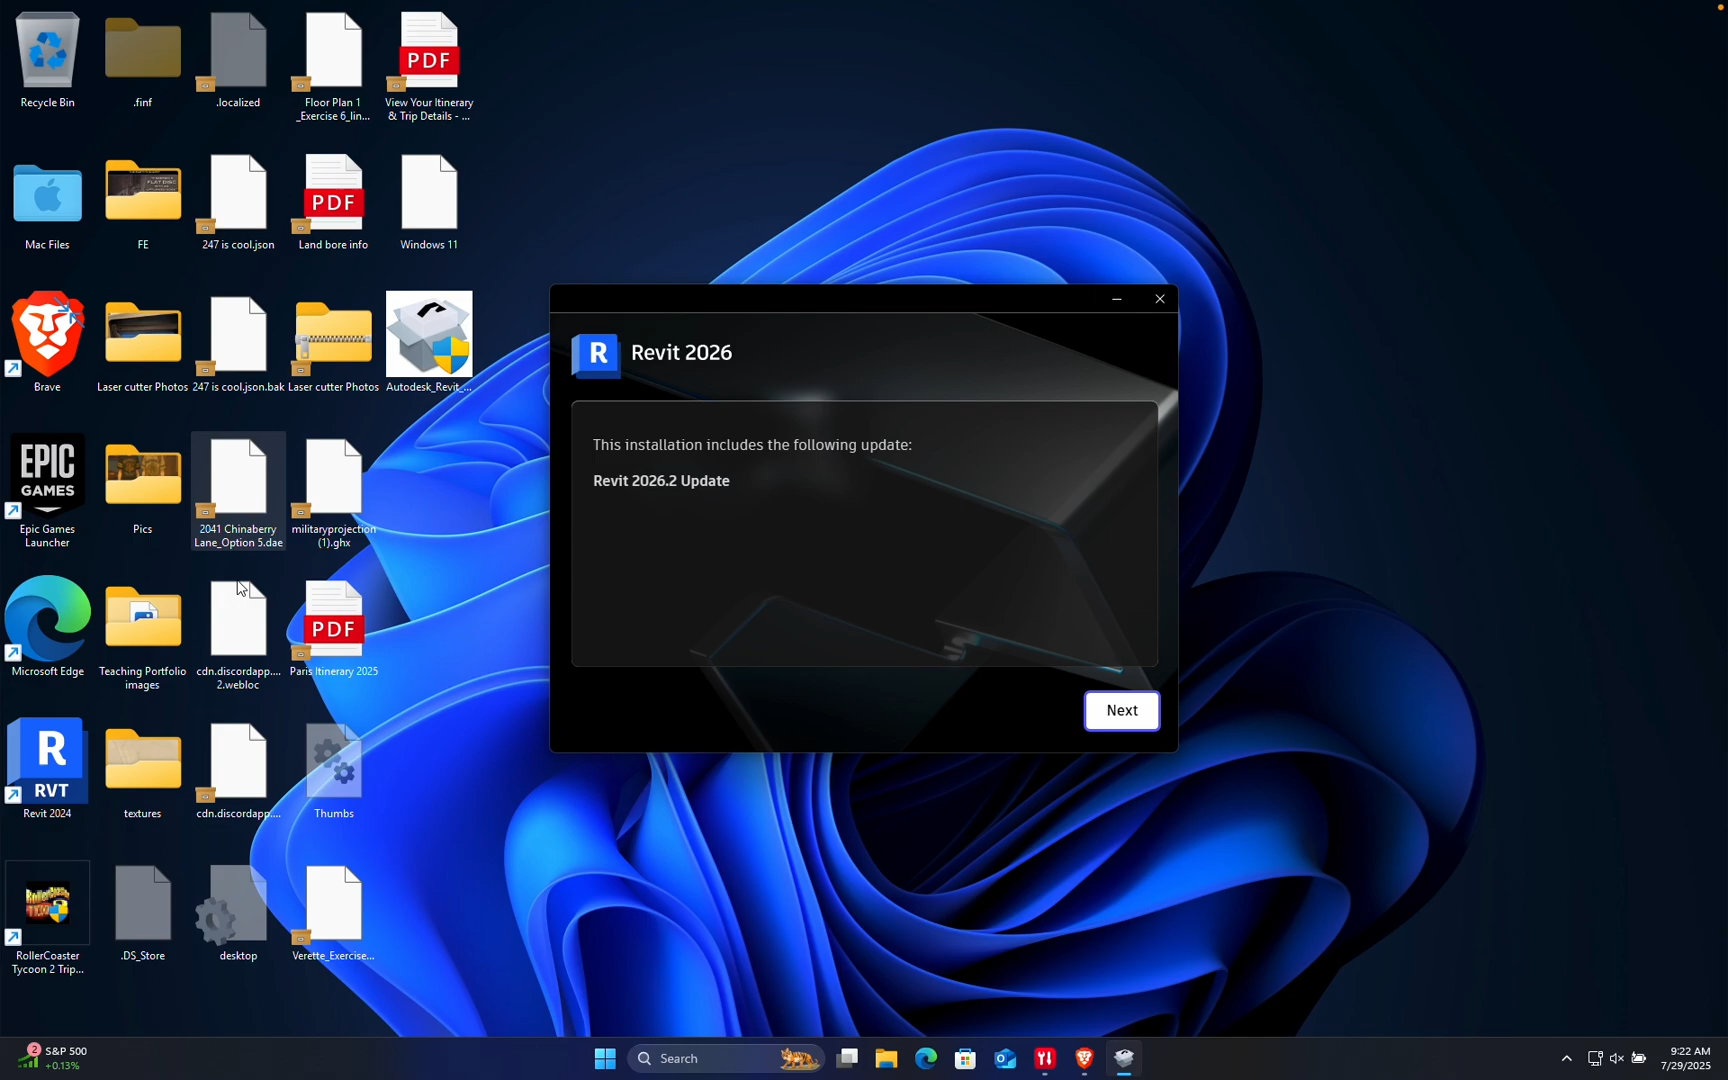 Recycle Bin
.finf
.localized
Floor Plan 1
_Exercise 6_lin...
PDF
View Your Itinerary
& Trip Details - ...
Mac Files
FE
247 is cool.json
PDF
Land bore info
Windows 11
Brave
Laser cutter Photos
247 is cool.json.bak
Laser cutter Photos
Autodesk_Revit_...
EPIC
GAMES
Epic Games
Launcher
Pics
2041 Chinaberry
Lane_Option 5.dae
militaryprojection
(1).ghx
Microsoft Edge
Teaching Portfolio
images
cdn.discordapp....
2.webloc
PDF
Paris Itinerary 2025
R
RVT
Revit 2024
textures
cdn.discordapp....
Thumbs
RollerCoaster
Tycoon 2 Trip...
.DS_Store
desktop
Verette_Exercise...
R
Revit 2026
This installation includes the following update:
Revit 2026.2 Update
Next
2
S&P 500
+0.13%
Search
9:22 AM
7/29/2025